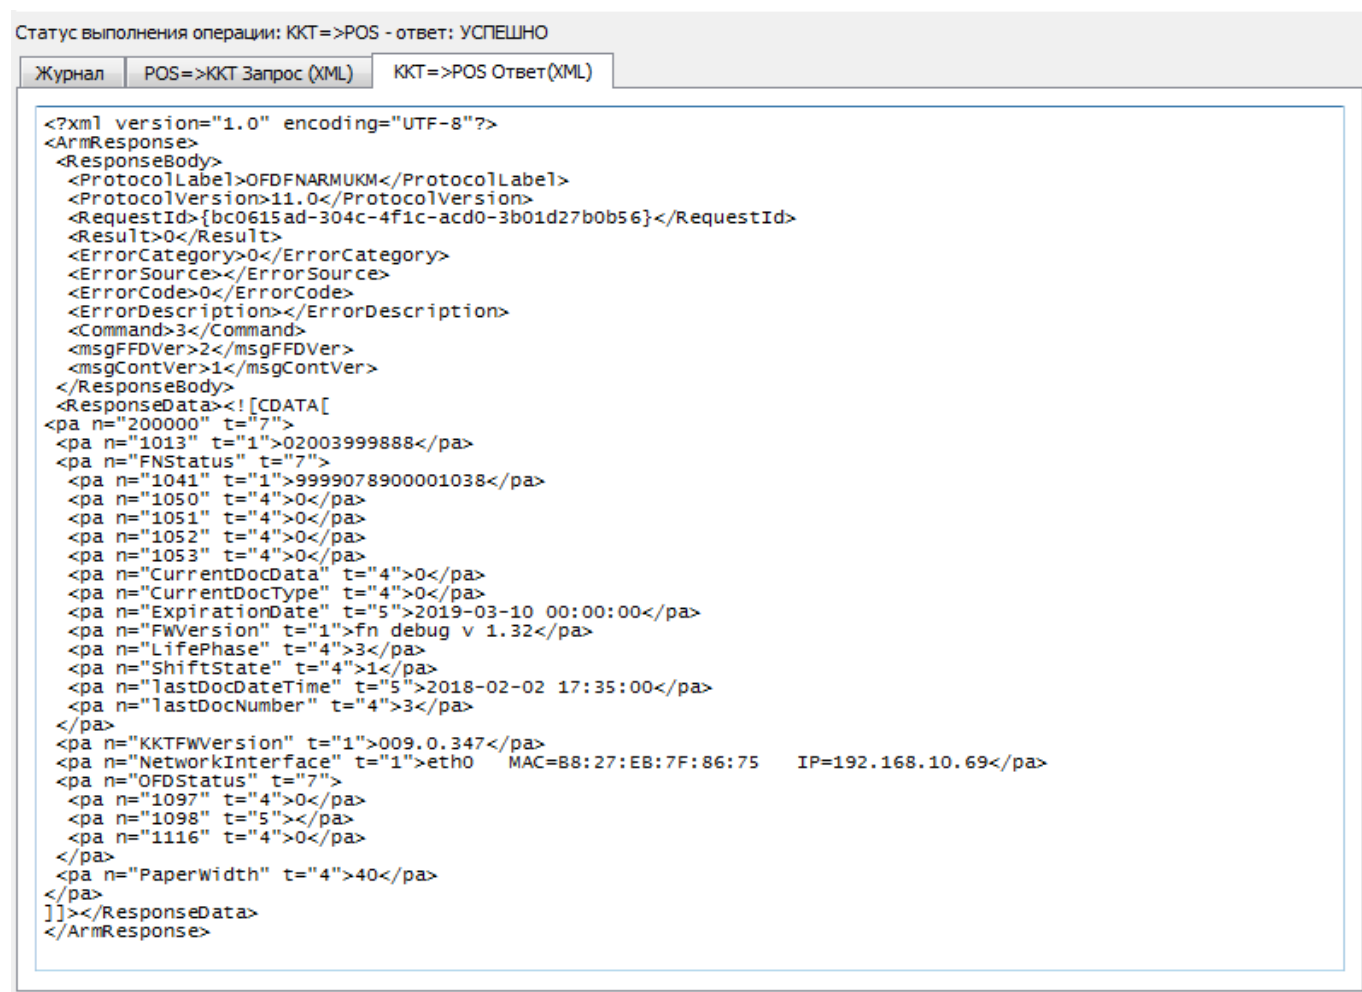 Статус выполнения операции: ККТ=>POS - ответ: УСПЕШНО
Журнал POS=>ККТ Запрос (XML) ККТ=>POS Ответ(XML)
<?xml version="1.0" encoding="UTF-8"?>
<ArmResponse>
 <ResponseBody>
  <ProtocolLabel>OFDFNARMUKM</ProtocolLabel>
  <ProtocolVersion>11.0</ProtocolVersion>
  <RequestId>{bc0615ad-304c-4f1c-acd0-3b01d27b0b56}</RequestId>
  <Result>0</Result>
  <ErrorCategory>0</ErrorCategory>
  <ErrorSource></ErrorSource>
  <ErrorCode>0</ErrorCode>
  <ErrorDescription></ErrorDescription>
  <Command>3</Command>
  <msgFFDVer>2</msgFFDVer>
  <msgContVer>1</msgContVer>
 </ResponseBody>
 <ResponseData><![CDATA[
<pa n="200000" t="7">
 <pa n="1013" t="1">02003999888</pa>
 <pa n="FNStatus" t="7">
  <pa n="1041" t="1">9999078900001038</pa>
  <pa n="1050" t="4">0</pa>
  <pa n="1051" t="4">0</pa>
  <pa n="1052" t="4">0</pa>
  <pa n="1053" t="4">0</pa>
  <pa n="CurrentDocData" t="4">0</pa>
  <pa n="CurrentDocType" t="4">0</pa>
  <pa n="ExpirationDate" t="5">2019-03-10 00:00:00</pa>
  <pa n="FWVersion" t="1">fn debug v 1.32</pa>
  <pa n="LifePhase" t="4">3</pa>
  <pa n="ShiftState" t="4">1</pa>
  <pa n="lastDocDateTime" t="5">2018-02-02 17:35:00</pa>
  <pa n="lastDocNumber" t="4">3</pa>
 </pa>
 <pa n="KKTFWVersion" t="1">009.0.347</pa>
 <pa n="NetworkInterface" t="1">eth0   MAC=B8:27:EB:7F:86:75   IP=192.168.10.69</pa>
 <pa n="OFDStatus" t="7">
  <pa n="1097" t="4">0</pa>
  <pa n="1098" t="5"></pa>
  <pa n="1116" t="4">0</pa>
 </pa>
 <pa n="PaperWidth" t="4">40</pa>
</pa>
]]></ResponseData>
</ArmResponse>